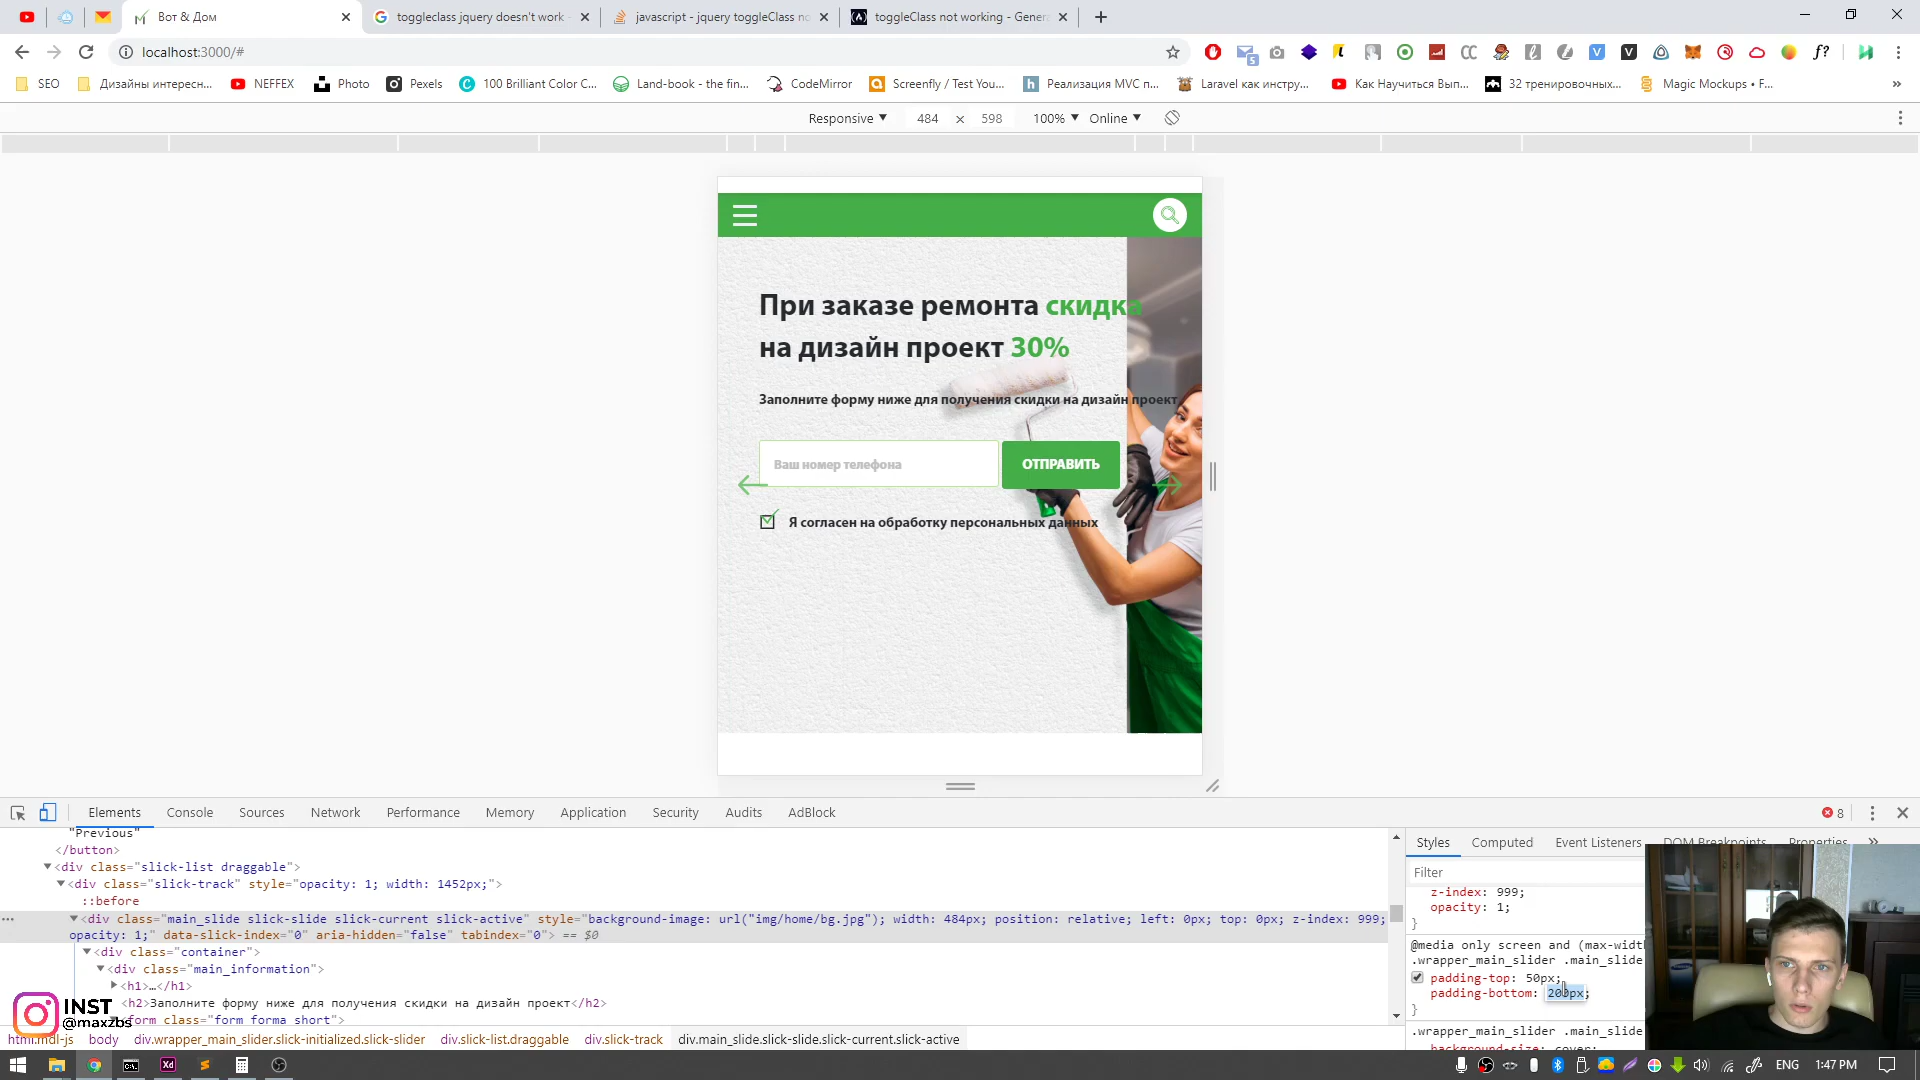 Вот & Дом
toggleclass jquery doesn't work -
javascript - jquery toggleClass no
toggleClass not working - Genera
localhost:3000/#
SEO
Дизайны интересн...
NEFFEX
Photo
Pexels
100 Brilliant Color C...
Land-book - the fin...
CodeMirror
Screenfly / Test You...
Реализация MVC п...
Laravel как инстру...
Как Научиться Вып...
32 тренировочных...
Magic Mockups • F...
»
Responsive ▼ 484 × 598 100% ▼ Online ▼
При заказе ремонта скидка
на дизайн проект 30%
Заполните форму ниже для получения скидки на дизайн проект
Ваш номер телефона
ОТПРАВИТЬ
Я согласен на обработку персональных данных
Elements Console Sources Network Performance Memory Application Security Audits AdBlock
8
"Previous"
</button>
▼<div class="slick-list draggable">
▼<div class="slick-track" style="opacity: 1; width: 1452px;">
::before
▼<div class="main_slide slick-slide slick-current slick-active" style="background-image: url("img/home/bg.jpg"); width: 484px; position: relative; left: 0px; top: 0px; z-index: 999;
opacity: 1;" data-slick-index="0" aria-hidden="false" tabindex="0"> == $0
▼<div class="container">
▼<div class="main_information">
▶<h1>…</h1>
<h2>Заполните форму ниже для получения скидки на дизайн проект</h2>
<form class="form forma short">
html.mdl-js body div.wrapper_main_slider.slick-initialized.slick-slider div.slick-list.draggable div.slick-track div.main_slide.slick-slide.slick-current.slick-active
Styles Computed Event Listeners DOM Breakpoints Properties »
Filter
z-index: 999;
opacity: 1;
}
@media only screen and (max-widt
.wrapper_main_slider .main_slide
padding-top: 50px;
padding-bottom: 200px;
}
.wrapper_main_slider .main_slide
background-size: cover;
INST
@maxzbs
ENG 1:47 PM